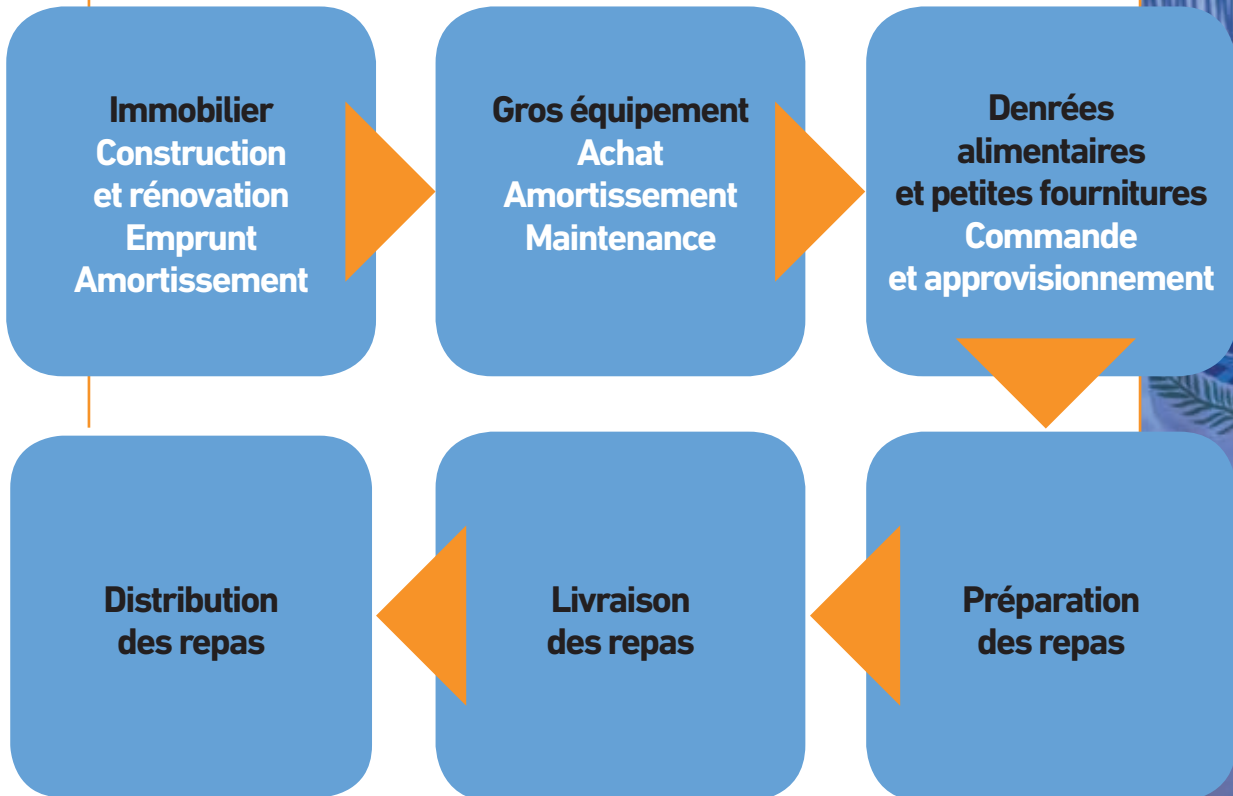 Immobilier
Construction
et rénovation
Emprunt
Amortissement
Gros équipement
Achat
Amortissement
Maintenance
Denrées
alimentaires
et petites fournitures
Commande
et approvisionnement
Préparation
des repas
Livraison
des repas
Distribution
des repas